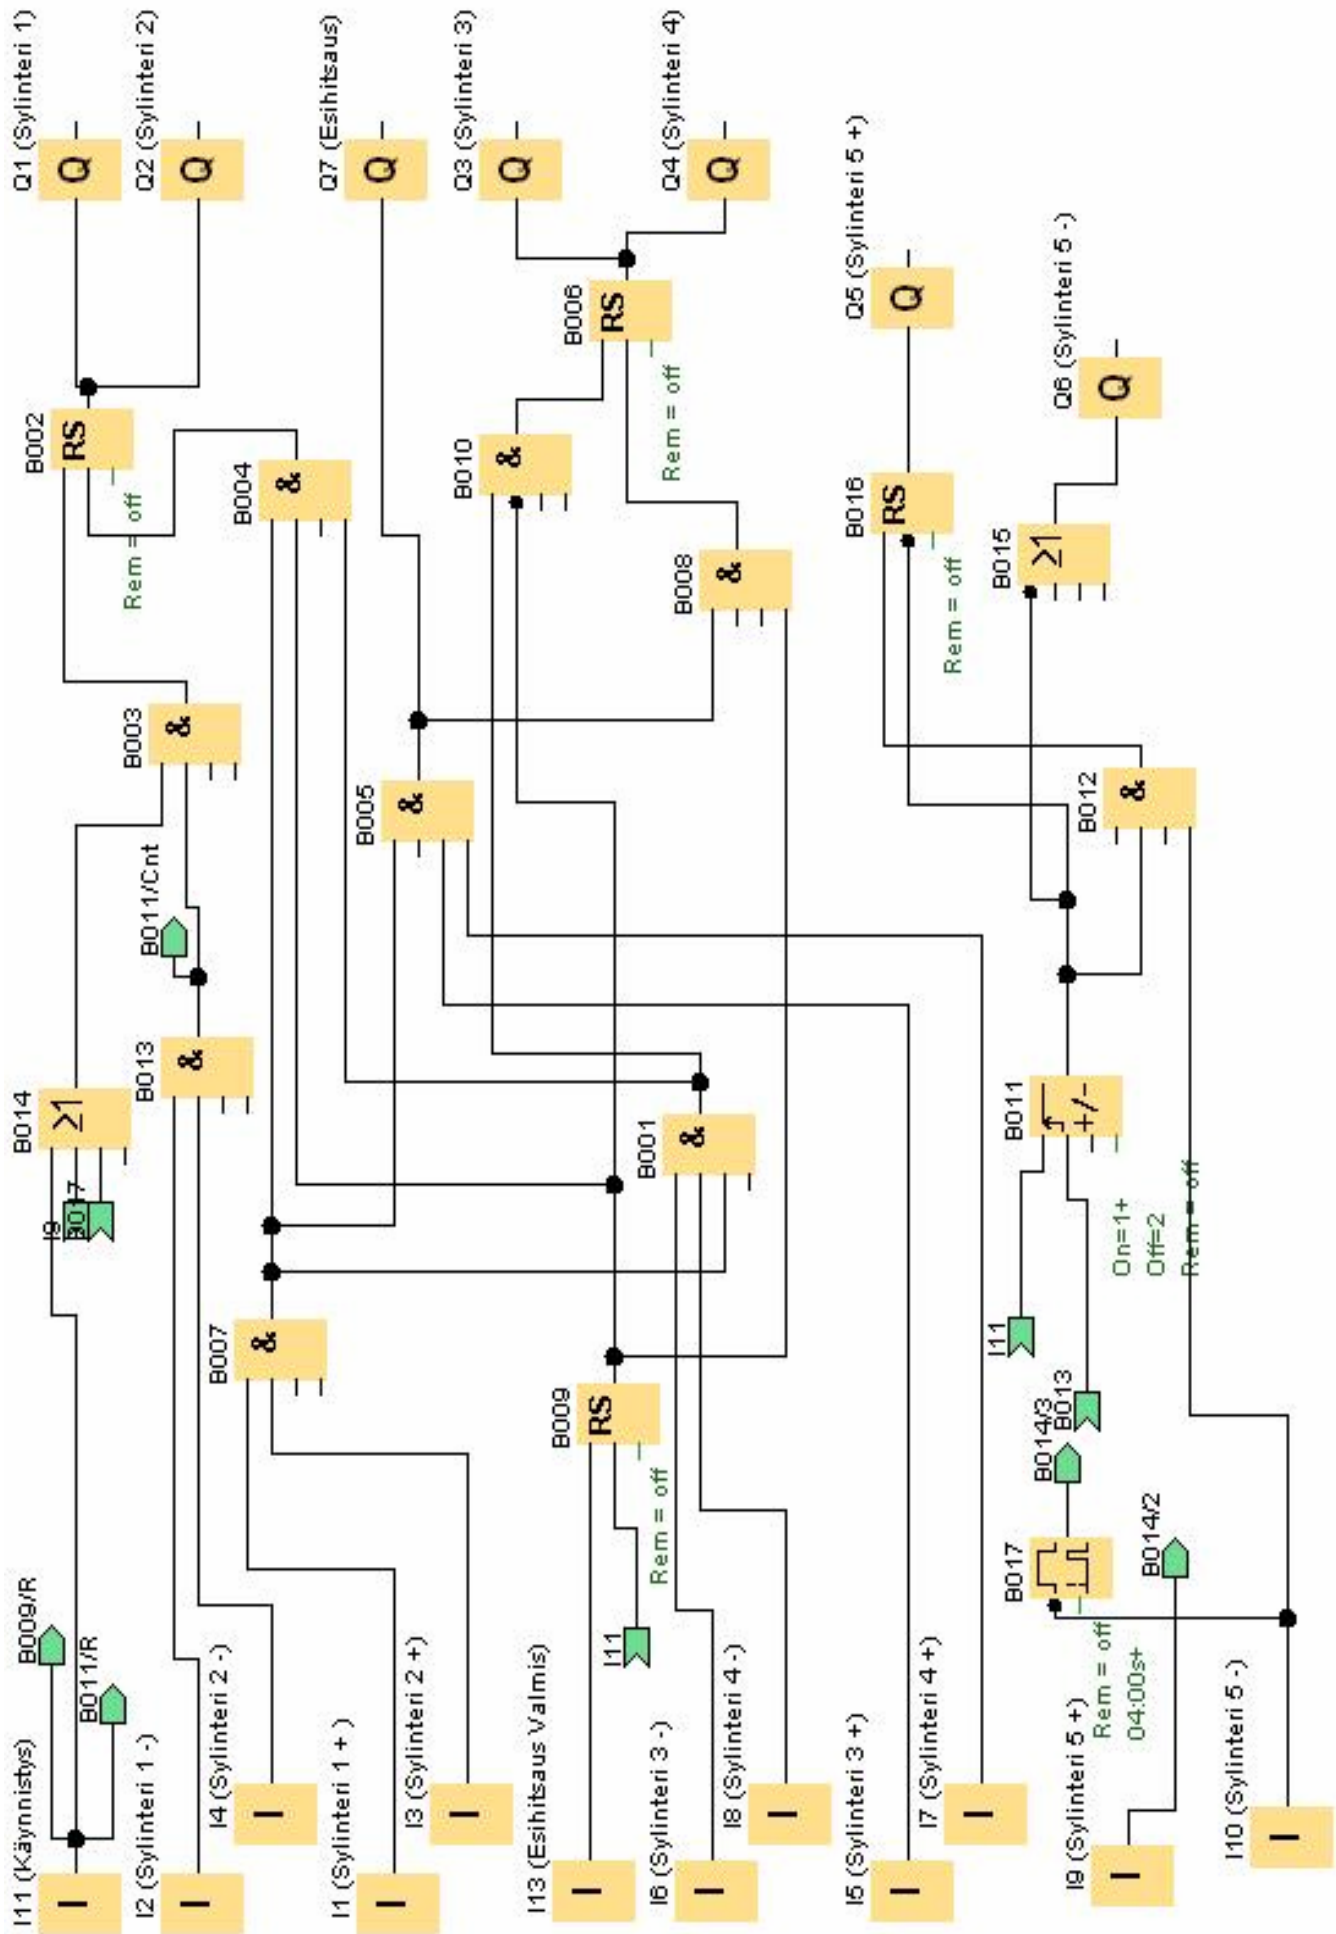 I11 (Käynnistys)
B009/R
B011/R
I2 (Sylinteri 1 -)
I4 (Sylinteri 2 -)
I1 (Sylinteri 1 + )
I3 (Sylinteri 2 +)
I13 (Esihitsaus Valmis)
I11
I6 (Sylinteri 3 -)
I8 (Sylinteri 4 -)
I5 (Sylinteri 3 +)
I7 (Sylinteri 4 +)
I9 (Sylinteri 5 +)
I10 (Sylinteri 5 -)
I
I
I
I
I
I
I
I
I
I
I
I
B014
≥1
I9
B017
B013
&
B011/Cnt
B003
&
B002
RS
Rem = off
Q1 (Sylinteri 1)
Q
Q2 (Sylinteri 2)
Q
B007
&
B004
&
B005
&
Q7 (Esihitsaus)
Q
B009
RS
Rem = off
B001
&
B010
&
B008
&
B006
RS
Rem = off
Q3 (Sylinteri 3)
Q
Q4 (Sylinteri 4)
Q
B017
Rem = off
04:00s+
B014/3
B014/2
I11
B013
B011
+/-
On=1+
Off=2
Rem = off
B012
&
B016
RS
Rem = off
B015
≥1
Q5 (Sylinteri 5 +)
Q
Q6 (Sylinteri 5 -)
Q